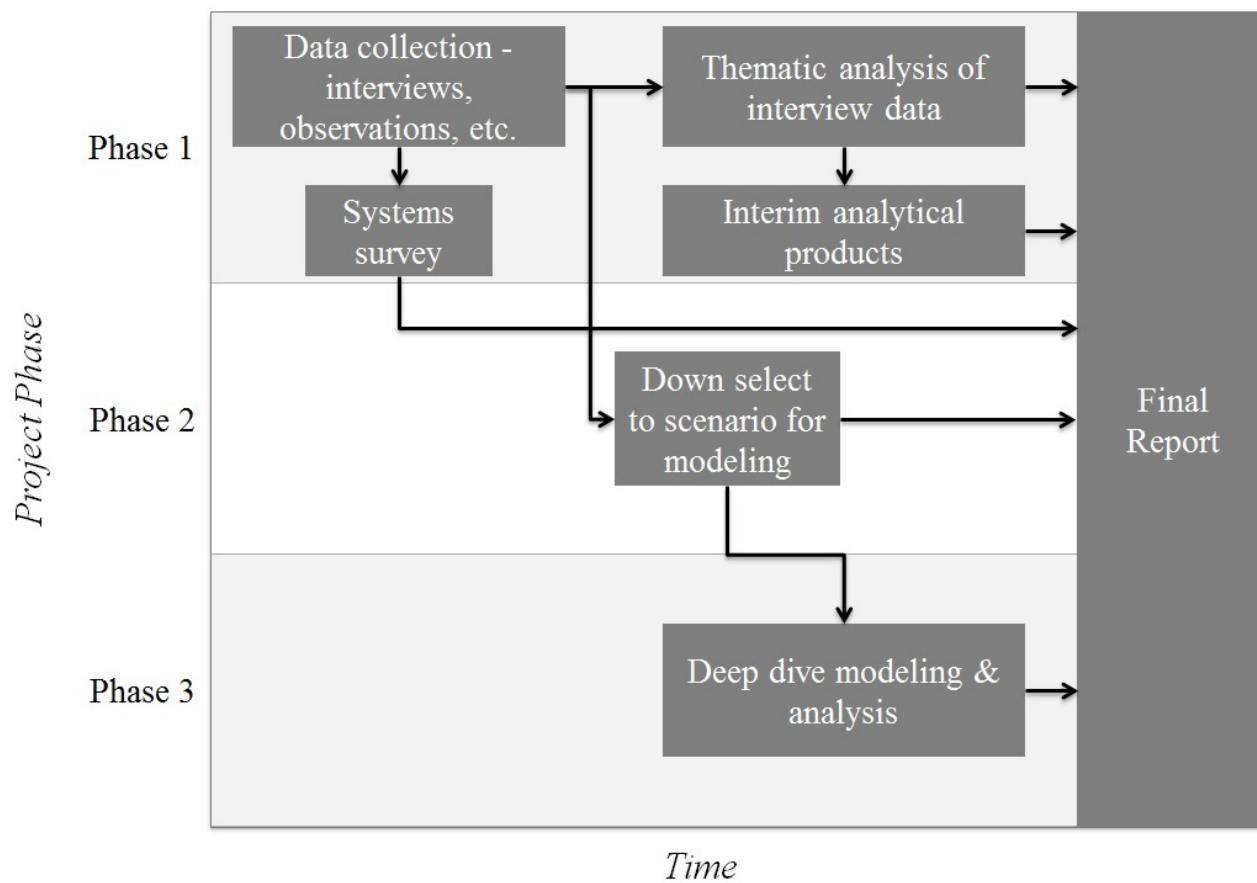 Data collection -
interviews,
observations, etc.
Thematic analysis of
interview data
Phase 1
Systems
survey
Interim analytical
products
Project Phase
Phase 2
Down select
to scenario for
modeling
Final
Report
Phase 3
Deep dive modeling &
analysis
Time